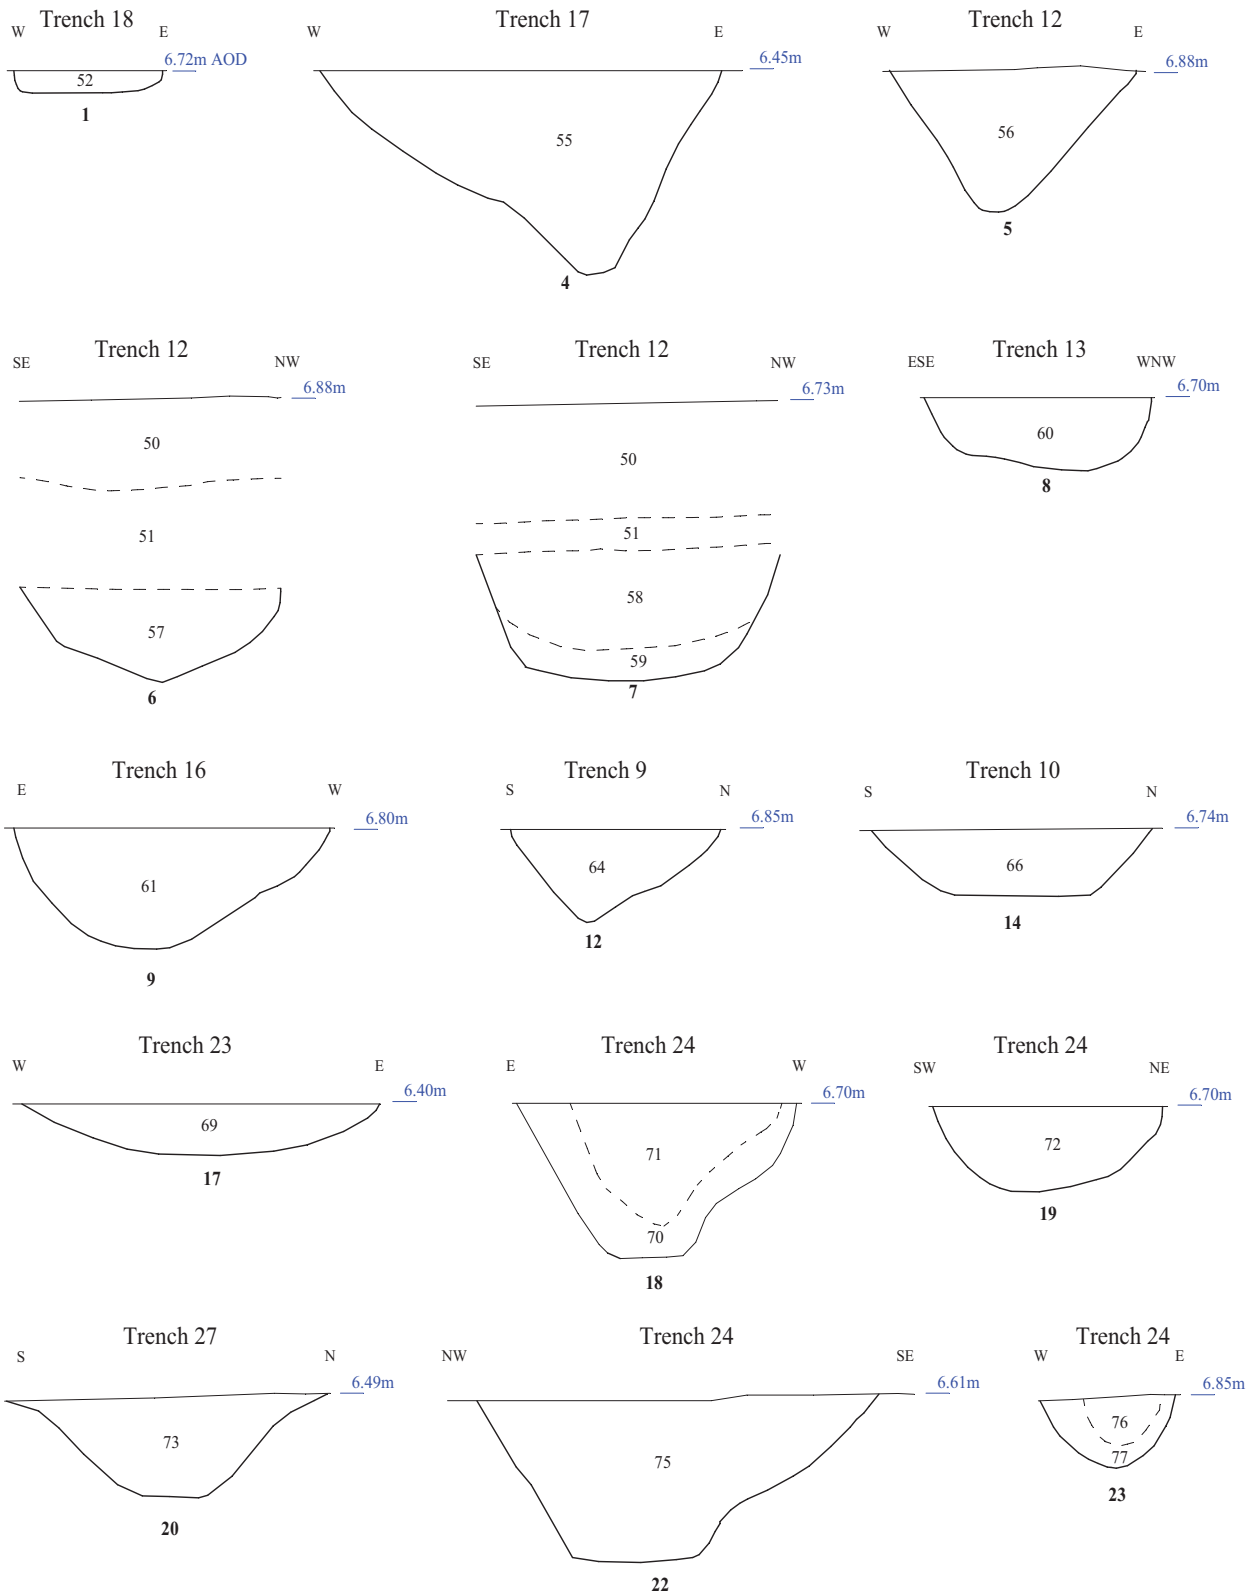 Trench 18
W E
6.72m AOD
52
1
Trench 17
W E
6.45m
55
4
Trench 12
W E
6.88m
56
5
Trench 12
SE NW
6.88m
50
51
57
6
Trench 12
SE NW
6.73m
50
51
58
59
7
Trench 13
ESE WNW
6.70m
60
8
Trench 16
E W
6.80m
61
9
Trench 9
S N
6.85m
64
12
Trench 10
S N
6.74m
66
14
Trench 23
W E
6.40m
69
17
Trench 24
E W
6.70m
71
70
18
Trench 24
SW NE
6.70m
72
19
Trench 27
S N
6.49m
73
20
Trench 24
NW SE
6.61m
75
22
Trench 24
W E
6.85m
76
77
23